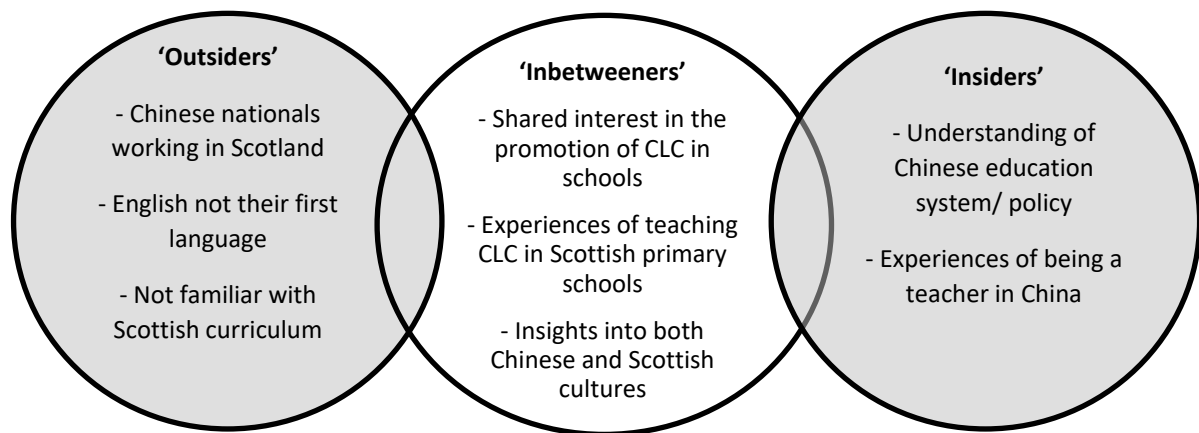 ‘Outsiders’
- Chinese nationals
working in Scotland
- English not their first
language
- Not familiar with
Scottish curriculum
‘Inbetweeners’
- Shared interest in the
promotion of CLC in
schools
- Experiences of teaching
CLC in Scottish primary
schools
- Insights into both
Chinese and Scottish
cultures
‘Insiders’
- Understanding of
Chinese education
system/ policy
- Experiences of being a
teacher in China